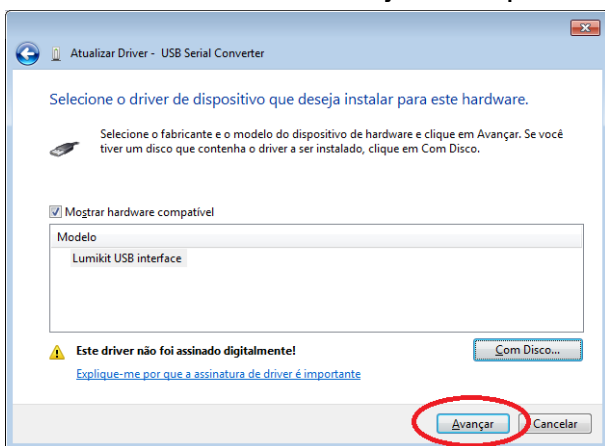 Atualizar Driver - USB Serial Converter
Selecione o driver de dispositivo que deseja instalar para este hardware.
Selecione o fabricante e o modelo do dispositivo de hardware e clique em Avançar. Se você
tiver um disco que contenha o driver a ser instalado, clique em Com Disco.
Mostrar hardware compatível
Modelo
Lumikit USB interface
Este driver não foi assinado digitalmente!
Com Disco...
Explique-me por que a assinatura de driver é importante
Avançar Cancelar